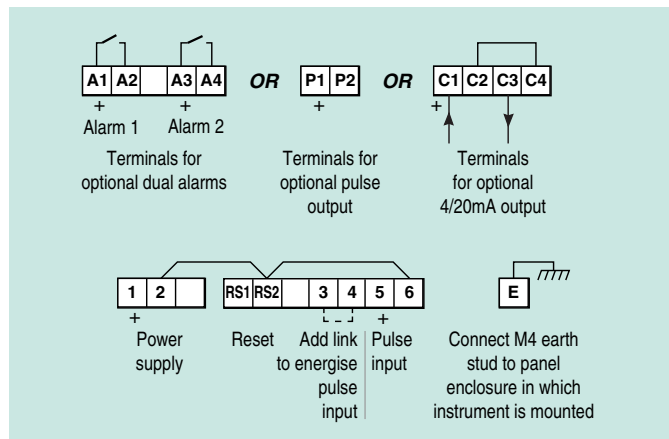 A1 A2 A3 A4 OR P1 P2 OR C1 C2 C3 C4
+ + + +
Alarm 1 Alarm 2
Terminals for
optional dual alarms
Terminals for
optional pulse
output
Terminals
for optional
4/20mA output
1 2 RS1 RS2 3 4 5 6 E
+ +
Power
supply
Reset
Add link
to energise
pulse
input
Pulse
input
Connect M4 earth
stud to panel
enclosure in which
instrument is mounted